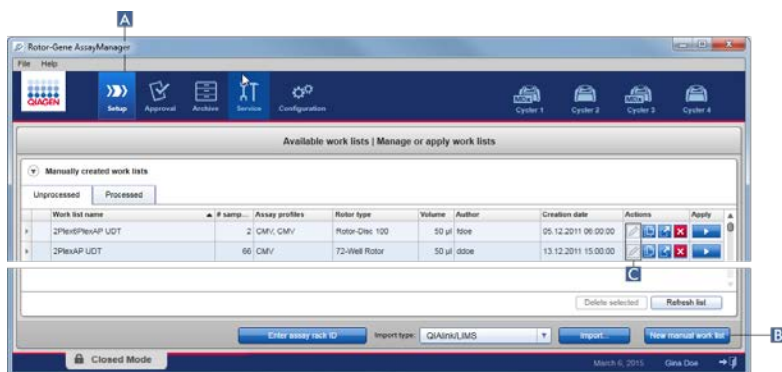 A
Rotor-Gene AssayManager
File Help
QIAGEN
Setup Approval Archive Service Configuration Cycler 1 Cycler 2 Cycler 3 Cycler 4
Available work lists | Manage or apply work lists
Manually created work lists
Unprocessed Processed
Work list name # samp... Assay profiles Rotor type Volume Author Creation date Actions Apply
2Plex6PlexAP UDT 2 CMV, CMV Rotor-Disc 100 50 µl fdoe 05.12.2011 06:00:00
2PlexAP UDT 66 CMV 72-Well Rotor 50 µl ddoe 13.12.2011 15:00:00
C
Delete selected Refresh list
Enter assay rack ID Import type: QIAlink/LIMS Import... New manual work list
B
Closed Mode March 6, 2015 Gina Doe